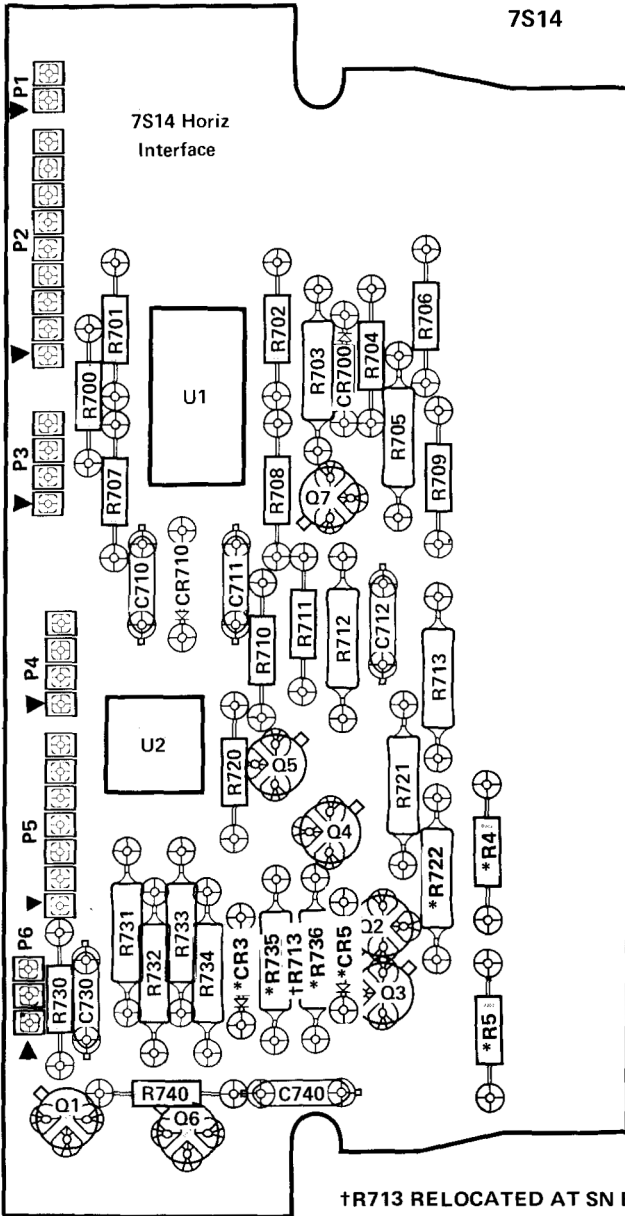 7S14
7S14 Horiz
Interface
P1
P2
R701
R700
U1
R702
R703
CR700
R704
R706
R705
P3
R707
R708
Q7
R709
C710
CR710
C711
R710
R711
R712
C712
R713
P4
U2
R720
Q5
R721
P5
Q4
*R722
*R4
R731
R732
R733
R734
*CR3
*R735
†R713
*R736
*CR5
Q2
Q3
P6
R730
C730
*R5
R740
C740
Q1
Q6
†R713 RELOCATED AT SN